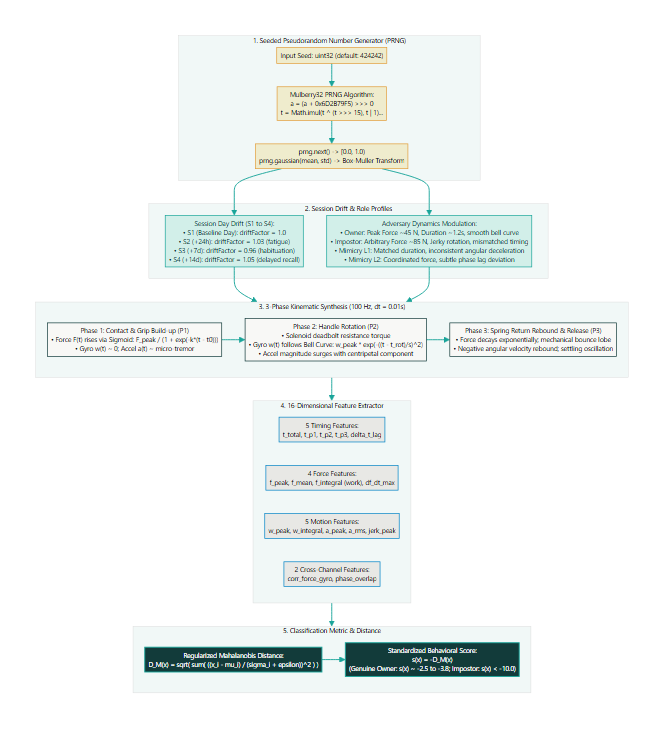 1. Seeded Pseudorandom Number Generator (PRNG)
Input Seed: uint32 (default: 424242)
Mulberry32 PRNG Algorithm:
a = (a + 0x6D2B79F5) >>> 0
t = Math.imul(t ^ (t >>> 15), t | 1)...
prng.next() -> [0.0, 1.0)
prng.gaussian(mean, std) -> Box-Muller Transform
2. Session Drift & Role Profiles
Session Day Drift (S1 to S4):
• S1 (Baseline Day): driftFactor = 1.0
• S2 (+24h): driftFactor = 1.03 (fatigue)
• S3 (+7d): driftFactor = 0.96 (habituation)
• S4 (+14d): driftFactor = 1.05 (delayed recall)
Adversary Dynamics Modulation:
• Owner: Peak Force ~45 N, Duration ~1.2s, smooth bell curve
• Impostor: Arbitrary Force ~85 N, Jerky rotation, mismatched timing
• Mimicry L1: Matched duration, inconsistent angular deceleration
• Mimicry L2: Coordinated force, subtle phase lag deviation
3. 3-Phase Kinematic Synthesis (100 Hz, dt = 0.01s)
Phase 1: Contact & Grip Build-up (P1)
• Force F(t) rises via Sigmoid: F_peak / (1 + exp(-k*(t - t0)))
• Gyro w(t) ~ 0; Accel a(t) ~ micro-tremor
Phase 2: Handle Rotation (P2)
• Solenoid deadbolt resistance torque
• Gyro w(t) follows Bell Curve: w_peak * exp( -((t - t_rot)/s)^2)
• Accel magnitude surges with centripetal component
Phase 3: Spring Return Rebound & Release (P3)
• Force decays exponentially; mechanical bounce lobe
• Negative angular velocity rebound; settling oscillation
4. 16-Dimensional Feature Extractor
5 Timing Features:
t_total, t_p1, t_p2, t_p3, delta_t_lag
4 Force Features:
f_peak, f_mean, f_integral (work), df_dt_max
5 Motion Features:
w_peak, w_integral, a_peak, a_rms, jerk_peak
2 Cross-Channel Features:
corr_force_gyro, phase_overlap
5. Classification Metric & Distance
Regularized Mahalanobis Distance:
D_M(x) = sqrt( sum( ((x_i - mu_i) / (sigma_i + epsilon))^2 ) )
Standardized Behavioral Score:
s(x) = -D_M(x)
(Genuine Owner: s(x) ~ -2.5 to -3.8; Impostor: s(x) < -10.0)